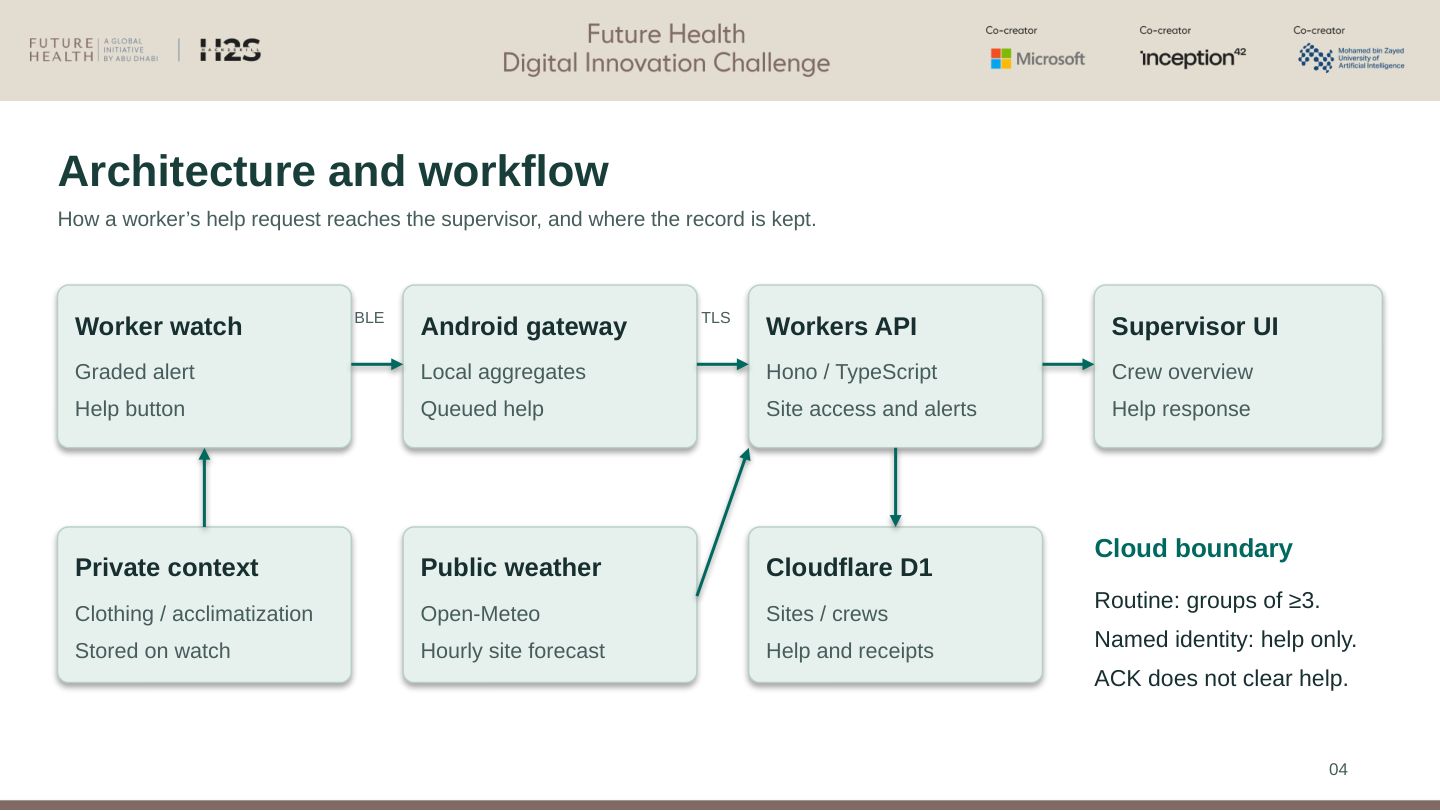 FUTURE HEALTH
A GLOBAL INITIATIVE BY ABU DHABI
H2S
HACK2SKILL
Future Health
Digital Innovation Challenge
Co-creator
Microsoft
Co-creator
inception42
Co-creator
Mohamed bin Zayed
University of
Artificial Intelligence
Architecture and workflow
How a worker’s help request reaches the supervisor, and where the record is kept.
Worker watch
Graded alert
Help button
BLE
Android gateway
Local aggregates
Queued help
TLS
Workers API
Hono / TypeScript
Site access and alerts
Supervisor UI
Crew overview
Help response
Private context
Clothing / acclimatization
Stored on watch
Public weather
Open-Meteo
Hourly site forecast
Cloudflare D1
Sites / crews
Help and receipts
Cloud boundary
Routine: groups of ≥3.
Named identity: help only.
ACK does not clear help.
04